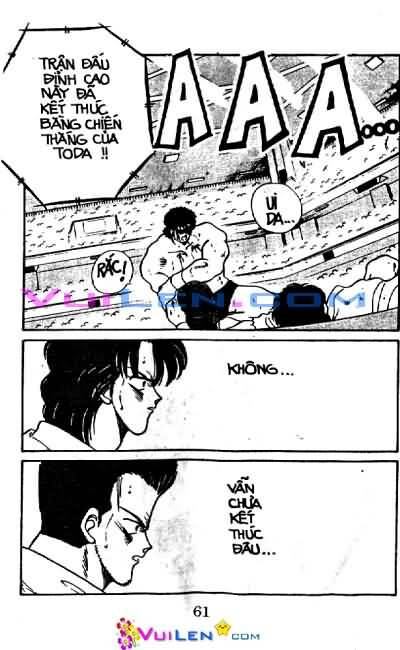 TRẬN ĐẤU
ĐỈNH CAO
NÀY ĐÃ
KẾT THÚC
BẰNG CHIẾN
THẮNG CỦA
TODA !!
A A A...
UI
DA...
RẮC!
VuiLen.com
KHÔNG...
VẪN
CHƯA
KẾT
THÚC
ĐÂU...
61
VuiLen.com